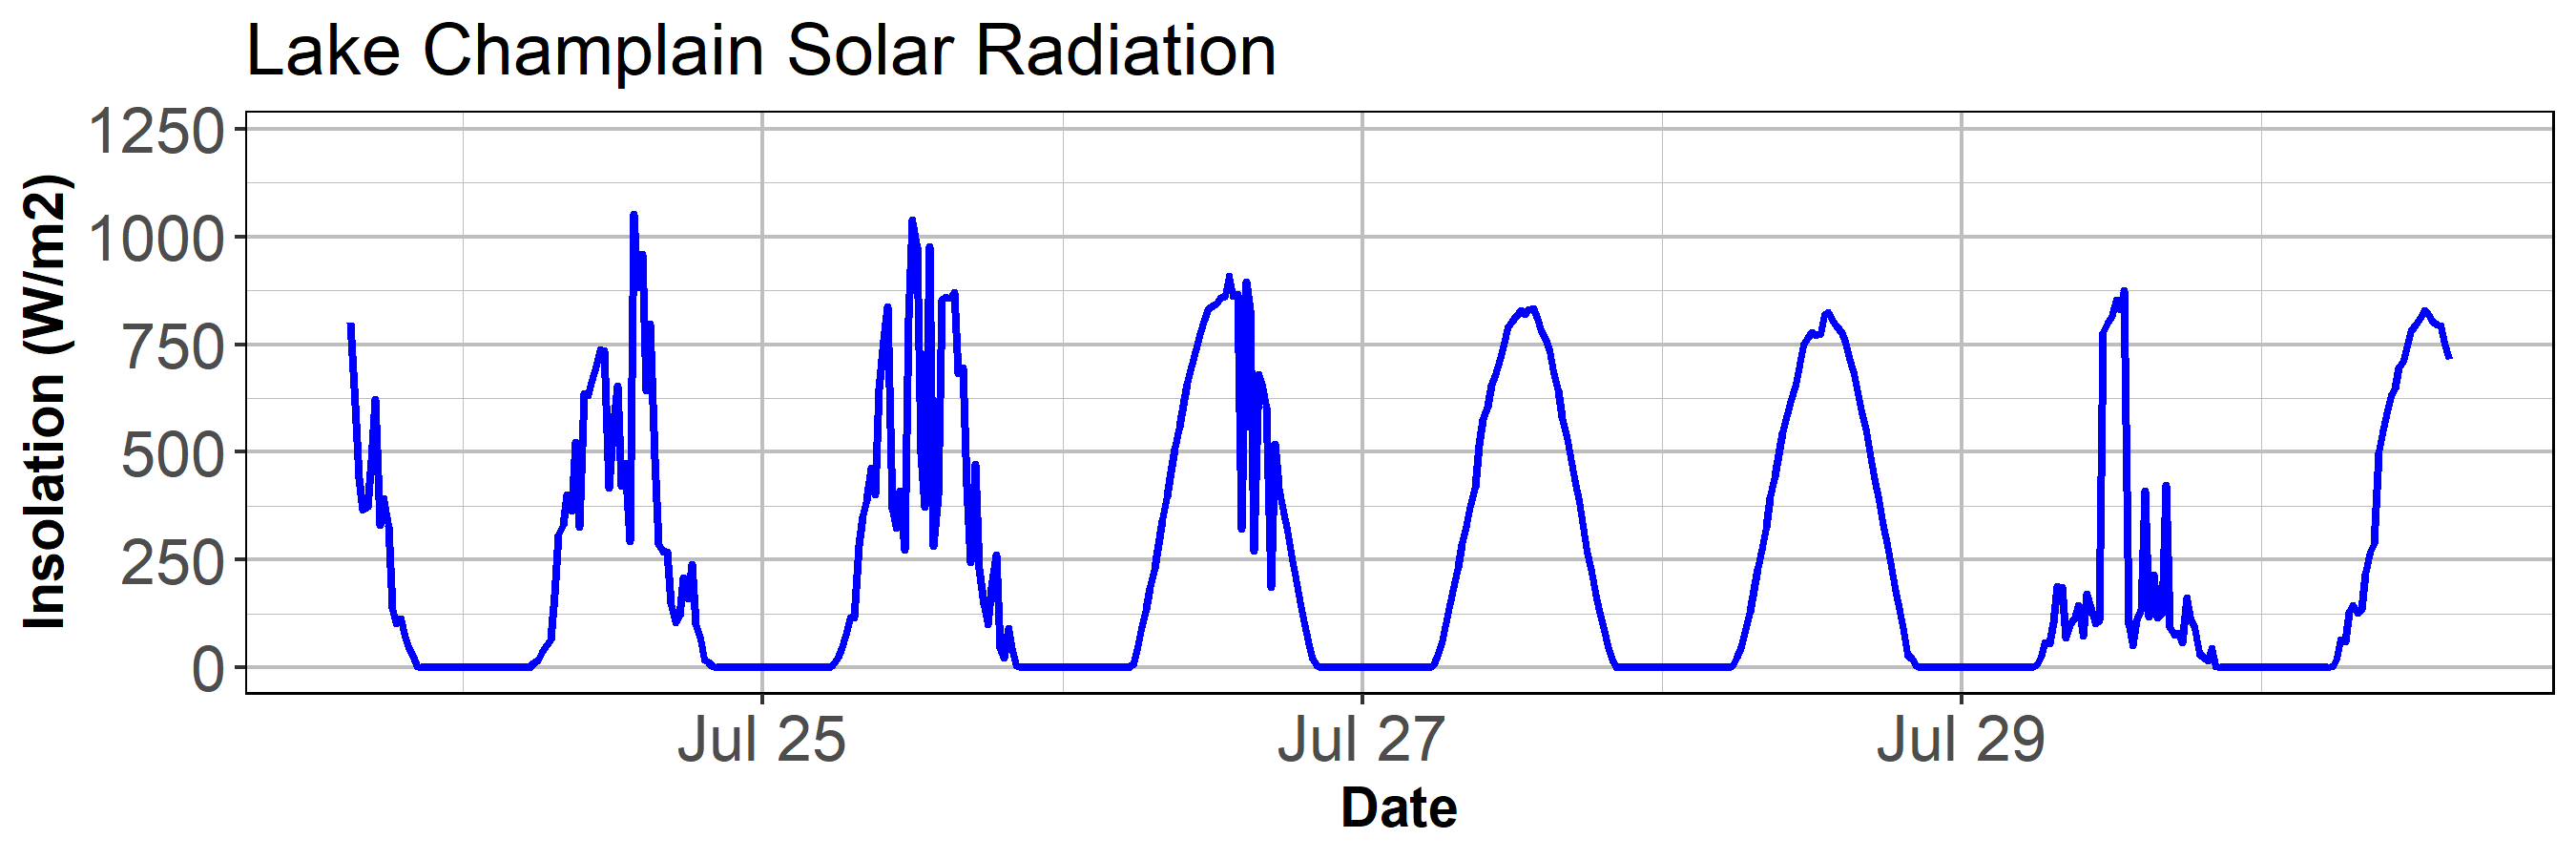 Lake Champlain Solar Radiation
Insolation (W/m2)
1250
1000
750
500
250
0
Jul 25
Jul 27
Jul 29
Date